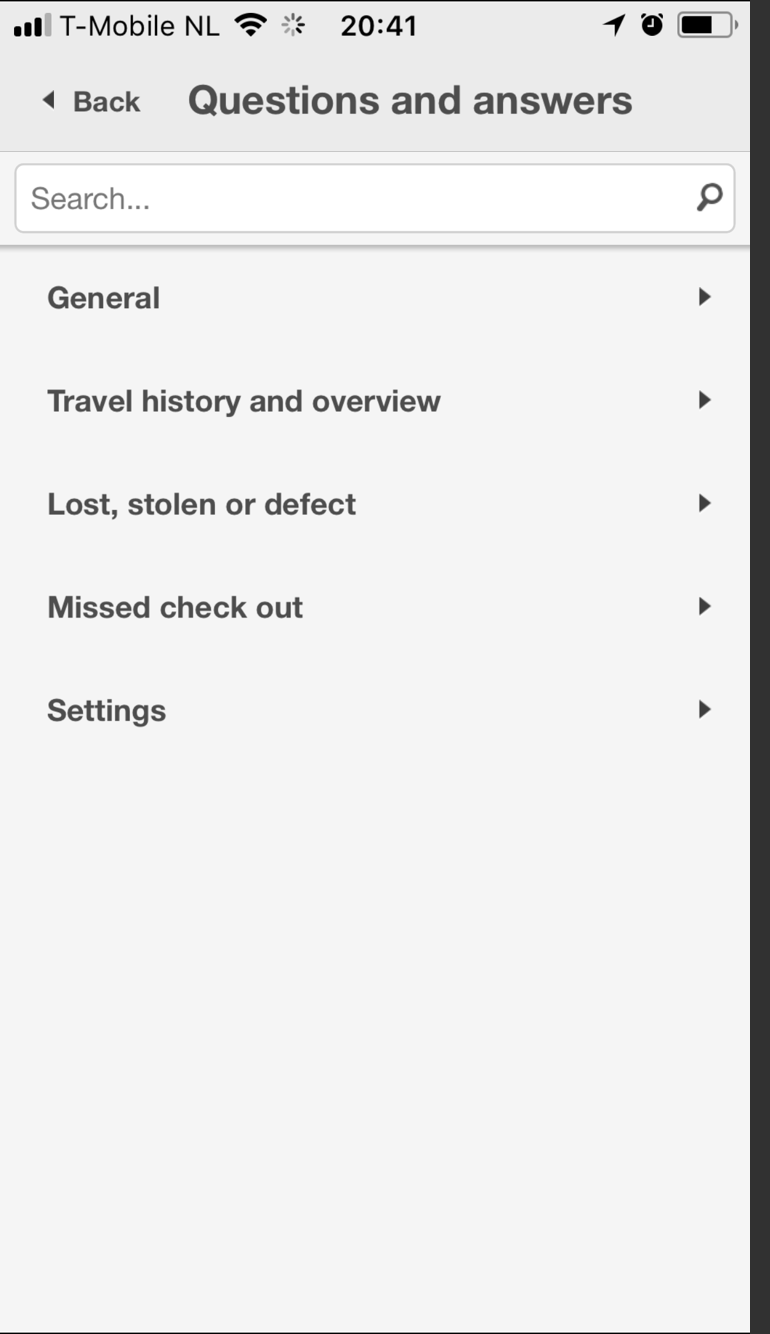 T-Mobile NL 20:41
Back Questions and answers
Search...
General
Travel history and overview
Lost, stolen or defect
Missed check out
Settings